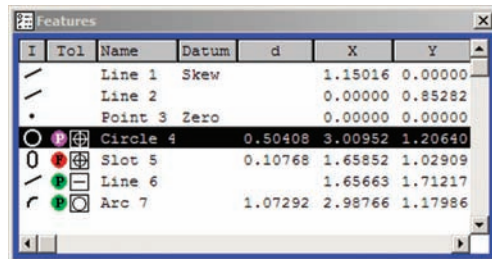 Features
I Tol Name Datum d X Y
Line 1 Skew 1.15016 0.00000
Line 2 0.00000 0.85282
Point 3 Zero 0.00000 0.00000
P Circle 4 0.50408 3.00952 1.20640
F Slot 5 0.10768 1.65852 1.02909
P Line 6 1.65663 1.71217
P Arc 7 1.07292 2.98766 1.17986